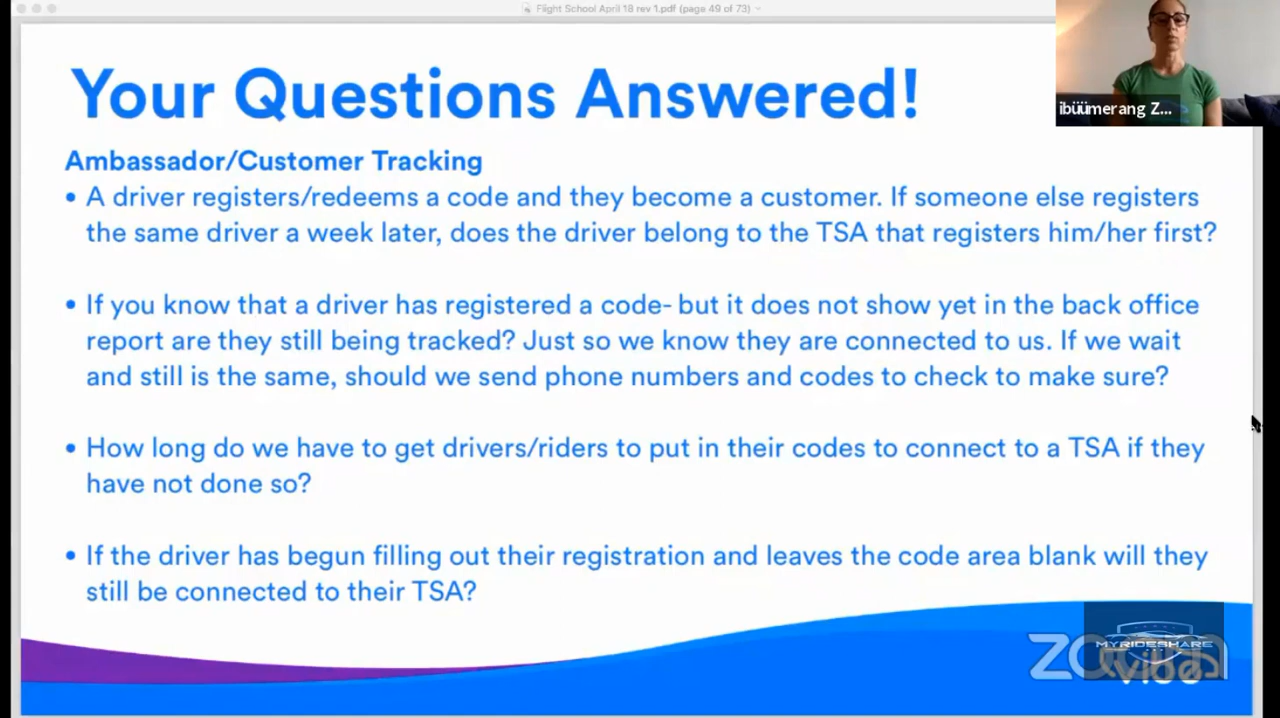 Flight School April 18 rev 1.pdf (page 49 of 73)
ibüümerang Z...
Your Questions Answered!
Ambassador/Customer Tracking
• A driver registers/redeems a code and they become a customer. If someone else registers
the same driver a week later, does the driver belong to the TSA that registers him/her first?
• If you know that a driver has registered a code- but it does not show yet in the back office
report are they still being tracked? Just so we know they are connected to us. If we wait
and still is the same, should we send phone numbers and codes to check to make sure?
• How long do we have to get drivers/riders to put in their codes to connect to a TSA if they
have not done so?
• If the driver has begun filling out their registration and leaves the code area blank will they
still be connected to their TSA?
zoom
MYRIDESHARE
vibe